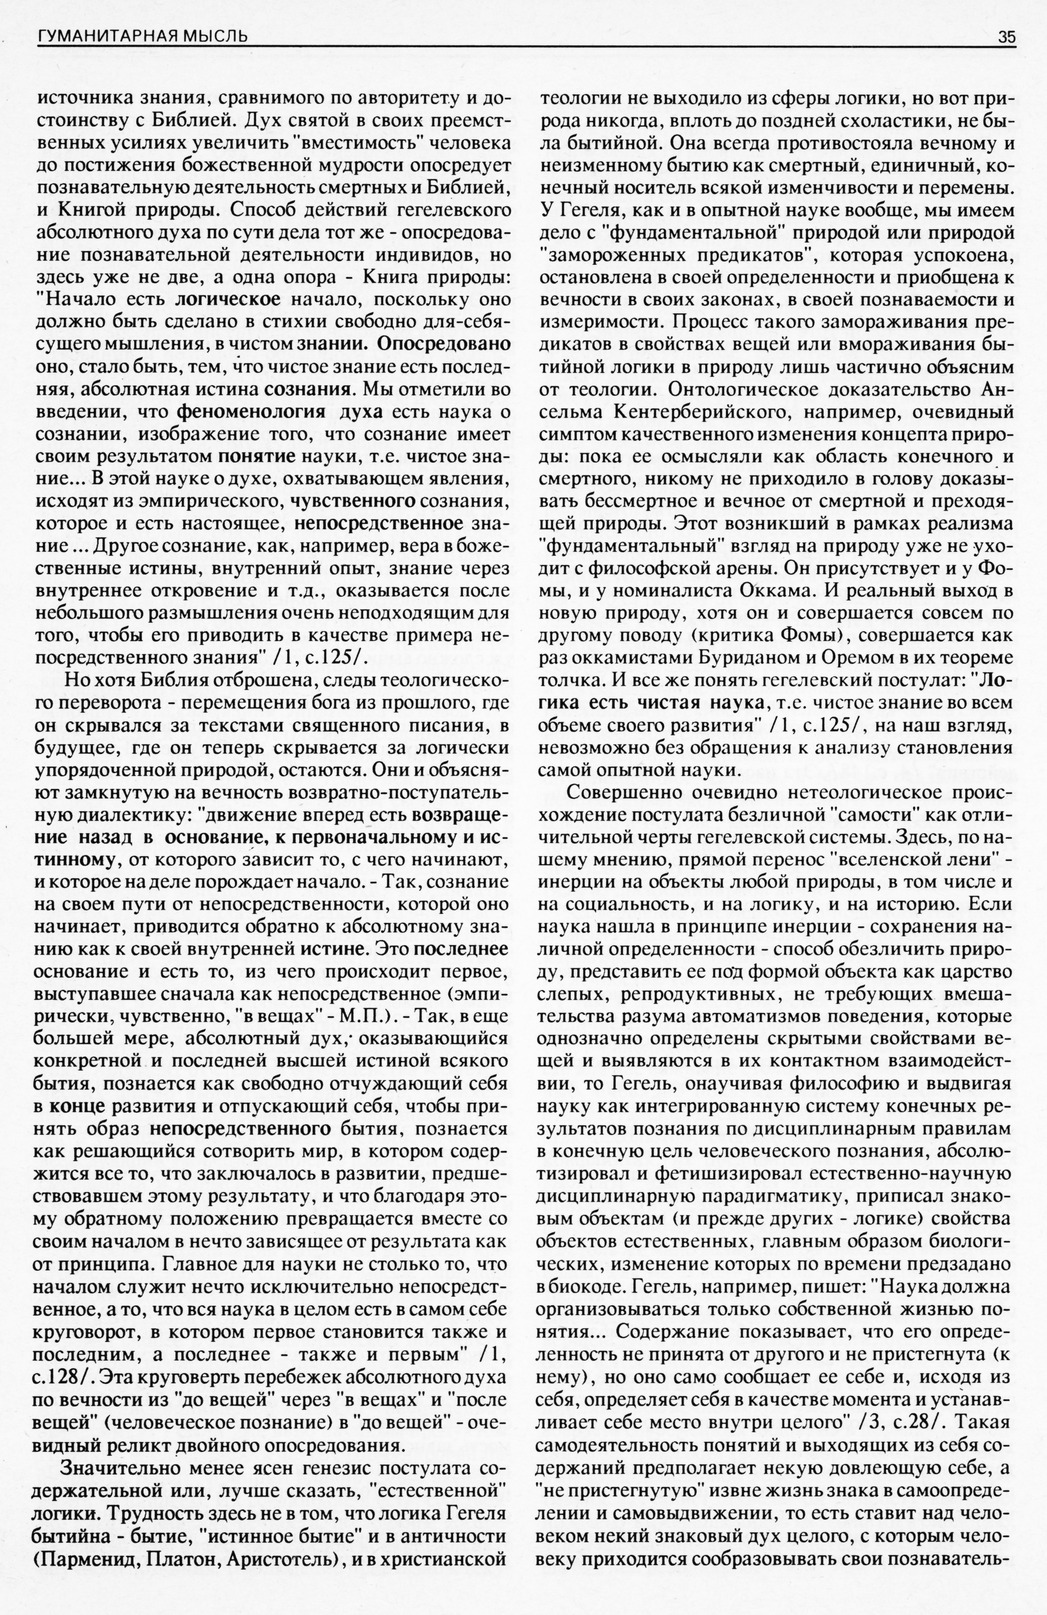 ГУМАНИТАРНАЯ МЫСЛЬ
35
источника знания, сравнимого по авторитету и до-
стоинству с Библией. Дух святой в своих преемст-
венных усилиях увеличить "вместимость" человека
до постижения божественной мудрости опосредует
познавательную деятельность смертных и Библией,
и Книгой природы. Способ действий гегелевского
абсолютного духа по сути дела тот же - опосредова-
ние познавательной деятельности индивидов, но
здесь уже не две, а одна опора - Книга природы:
"Начало есть логическое начало, поскольку оно
должно быть сделано в стихии свободно для-себя-
сущего мышления, в чистом знании. Опосредовано
оно, стало быть, тем, что чистое знание есть послед-
няя, абсолютная истина сознания. Мы отметили во
введении, что феноменология духа есть наука о
сознании, изображение того, что сознание имеет
своим результатом понятие науки, т.е. чистое зна-
ние... В этой науке о духе, охватывающем явления,
исходят из эмпирического, чувственного сознания,
которое и есть настоящее, непосредственное зна-
ние ... Другое сознание, как, например, вера в боже-
ственные истины, внутренний опыт, знание через
внутреннее откровение и т.д., оказывается после
небольшого размышления очень неподходящим для
того, чтобы его приводить в качестве примера не-
посредственного знания" /1, с.125/.
Но хотя Библия отброшена, следы теологическо-
го переворота - перемещения бога из прошлого, где
он скрывался за текстами священного писания, в
будущее, где он теперь скрывается за логически
упорядоченной природой, остаются. Они и объясня-
ют замкнутую на вечность возвратно-поступатель-
ную диалектику: "движение вперед есть возвраще-
ние назад в основание, к первоначальному и ис-
тинному, от которого зависит то, с чего начинают,
и которое на деле порождает начало. - Так, сознание
на своем пути от непосредственности, которой оно
начинает, приводится обратно к абсолютному зна-
нию как к своей внутренней истине. Это последнее
основание и есть то, из чего происходит первое,
выступавшее сначала как непосредственное (эмпи-
рически, чувственно, "в вещах" - М.П.). - Так, в еще
большей мере, абсолютный дух, оказывающийся
конкретной и последней высшей истиной всякого
бытия, познается как свободно отчуждающий себя
в конце развития и отпускающий себя, чтобы при-
нять образ непосредственного бытия, познается
как решающийся сотворить мир, в котором содер-
жится все то, что заключалось в развитии, предше-
ствовавшем этому результату, и что благодаря это-
му обратному положению превращается вместе со
своим началом в нечто зависящее от результата как
от принципа. Главное для науки не столько то, что
началом служит нечто исключительно непосредст-
венное, а то, что вся наука в целом есть в самом себе
круговорот, в котором первое становится также и
последним, а последнее - также и первым" /1,
с.128/. Эта круговерть перебежек абсолютного духа
по вечности из "до вещей" через "в вещах" и "после
вещей" (человеческое познание) в "до вещей" - оче-
видный реликт двойного опосредования.
Значительно менее ясен генезис постулата со-
держательной или, лучше сказать, "естественной"
логики. Трудность здесь не в том, что логика Гегеля
бытийна - бытие, "истинное бытие" и в античности
(Парменид, Платон, Аристотель), и в христианской
теологии не выходило из сферы логики, но вот при-
рода никогда, вплоть до поздней схоластики, не бы-
ла бытийной. Она всегда противостояла вечному и
неизменному бытию как смертный, единичный, ко-
нечный носитель всякой изменчивости и перемены.
У Гегеля, как и в опытной науке вообще, мы имеем
дело с "фундаментальной" природой или природой
"замороженных предикатов", которая успокоена,
остановлена в своей определенности и приобщена к
вечности в своих законах, в своей познаваемости и
измеримости. Процесс такого замораживания пре-
дикатов в свойствах вещей или вмораживания бы-
тийной логики в природу лишь частично объясним
от теологии. Онтологическое доказательство Ан-
сельма Кентерберийского, например, очевидный
симптом качественного изменения концепта приро-
ды: пока ее осмысляли как область конечного и
смертного, никому не приходило в голову доказы-
вать бессмертное и вечное от смертной и преходя-
щей природы. Этот возникший в рамках реализма
"фундаментальный" взгляд на природу уже не ухо-
дит с философской арены. Он присутствует и у Фо-
мы, и у номиналиста Оккама. И реальный выход в
новую природу, хотя он и совершается совсем по
другому поводу (критика Фомы), совершается как
раз оккамистами Буриданом и Оремом в их теореме
толчка. И все же понять гегелевский постулат: "Ло-
гика есть чистая наука, т.е. чистое знание во всем
объеме своего развития" /1, с.125/, на наш взгляд,
невозможно без обращения к анализу становления
самой опытной науки.
Совершенно очевидно нетеологическое проис-
хождение постулата безличной "самости" как отли-
чительной черты гегелевской системы. Здесь, по на-
шему мнению, прямой перенос "вселенской лени" -
инерции на объекты любой природы, в том числе и
на социальность, и на логику, и на историю. Если
наука нашла в принципе инерции - сохранения на-
личной определенности - способ обезличить приро-
ду, представить ее под формой объекта как царство
слепых, репродуктивных, не требующих вмеша-
тельства разума автоматизмов поведения, которые
однозначно определены скрытыми свойствами ве-
щей и выявляются в их контактном взаимодейст-
вии, то Гегель, онаучивая философию и выдвигая
науку как интегрированную систему конечных ре-
зультатов познания по дисциплинарным правилам
в конечную цель человеческого познания, абсолю-
тизировал и фетишизировал естественно-научную
дисциплинарную парадигматику, приписал знако-
вым объектам (и прежде других - логике) свойства
объектов естественных, главным образом биологи-
ческих, изменение которых по времени предзадано
в биокоде. Гегель, например, пишет: "Наука должна
организовываться только собственной жизнью по-
нятия... Содержание показывает, что его опреде-
ленность не принята от другого и не пристегнута (к
нему), но оно само сообщает ее себе и, исходя из
себя, определяет себя в качестве момента и устанав-
ливает себе место внутри целого" /3, с.28/. Такая
самодеятельность понятий и выходящих из себя со-
держаний предполагает некую довлеющую себе, а
"не пристегнутую" извне жизнь знака в самоопреде-
лении и самовыдвижении, то есть ставит над чело-
веком некий знаковый дух целого, с которым чело-
веку приходится сообразовывать свои познаватель-